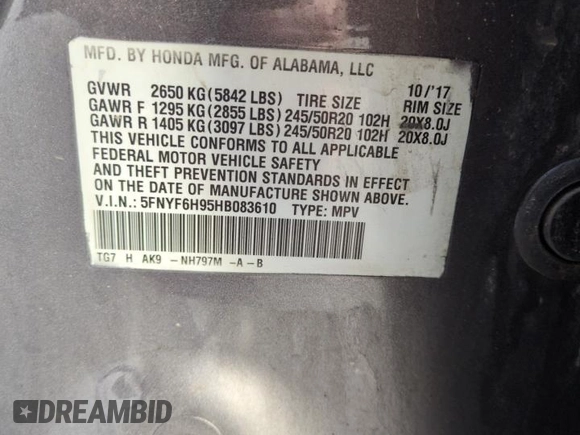 MFD. BY HONDA MFG. OF ALABAMA, LLC
10/'17
GVWR 2650 KG(5842 LBS) TIRE SIZE RIM SIZE
GAWR F 1295 KG(2855 LBS) 245/50R20 102H 20X8.0J
GAWR R 1405 KG(3097 LBS) 245/50R20 102H 20X8.0J
THIS VEHICLE CONFORMS TO ALL APPLICABLE
FEDERAL MOTOR VEHICLE SAFETY
AND THEFT PREVENTION STANDARDS IN EFFECT
ON THE DATE OF MANUFACTURE SHOWN ABOVE.
V.I.N.: 5FNYF6H95HB083610 TYPE: MPV
TG7 H AK9 -NH797M -A-B
DREAMBID